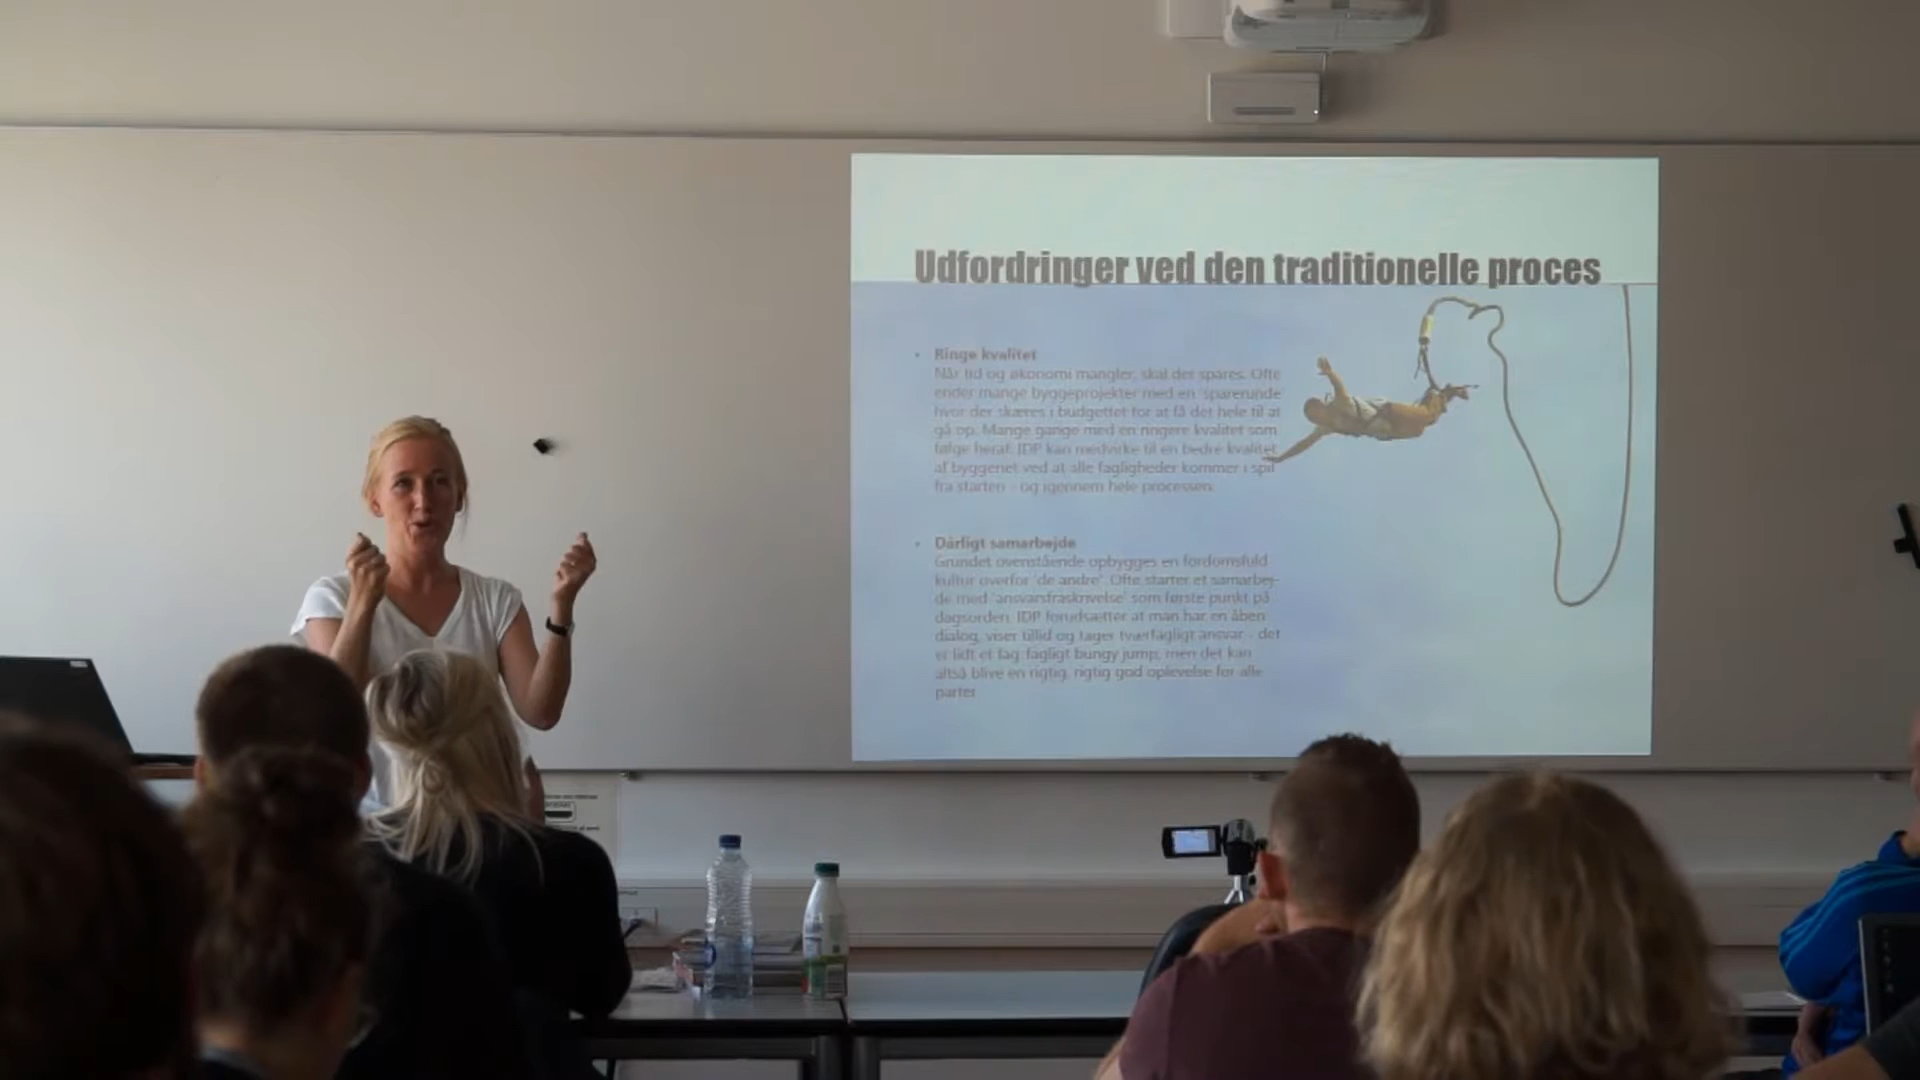 Udfordringer ved den traditionelle proces
• Ringe kvalitet
Når tid og økonomi mangler, skal der spares. Ofte
ender mange byggeprojekter med en 'sparerunde'
hvor der skæres i budgettet for at få det hele til at
gå op. Mange gange med en ringere kvalitet som
følge heraf. IDP kan medvirke til en bedre kvalitet
af byggeriet ved at alle fagligheder kommer i spil
fra starten - og igennem hele processen.
• Dårligt samarbejde
Grundet ovenstående opbygges en fordomsfuld
kultur overfor 'de andre'. Ofte starter et samarbej-
de med 'ansvarsfraskrivelse' som første punkt på
dagsorden. IDP forudsætter at man har en åben
dialog, viser tillid og tager tværfagligt ansvar - det
er lidt et fag-fagligt bungy jump, men det kan
altså blive en rigtig, rigtig god oplevelse for alle
parter